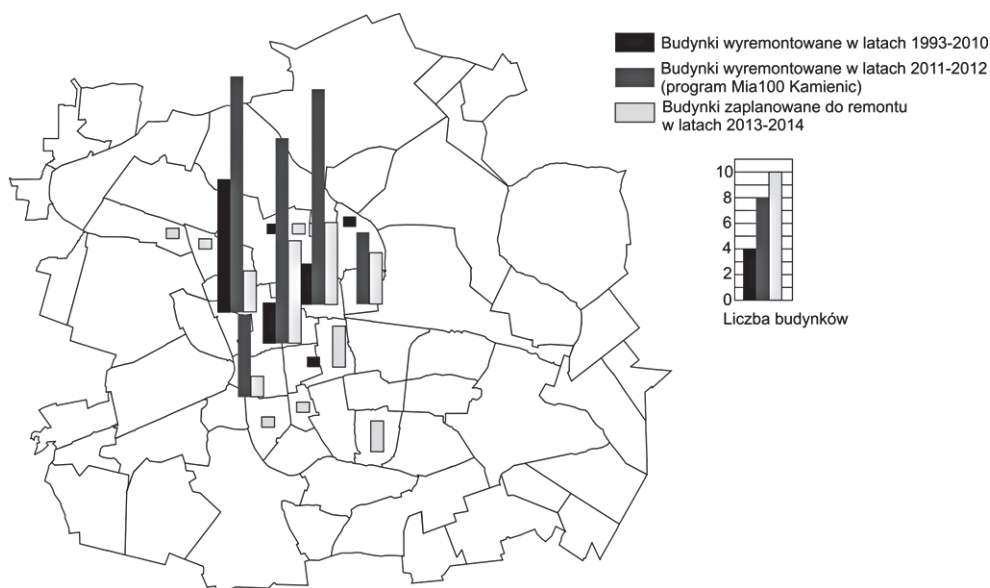 Budynki wyremontowane w latach 1993-2010
Budynki wyremontowane w latach 2011-2012
(program Mia100 Kamienic)
Budynki zaplanowane do remontu
w latach 2013-2014
10
8
6
4
2
0
Liczba budynków